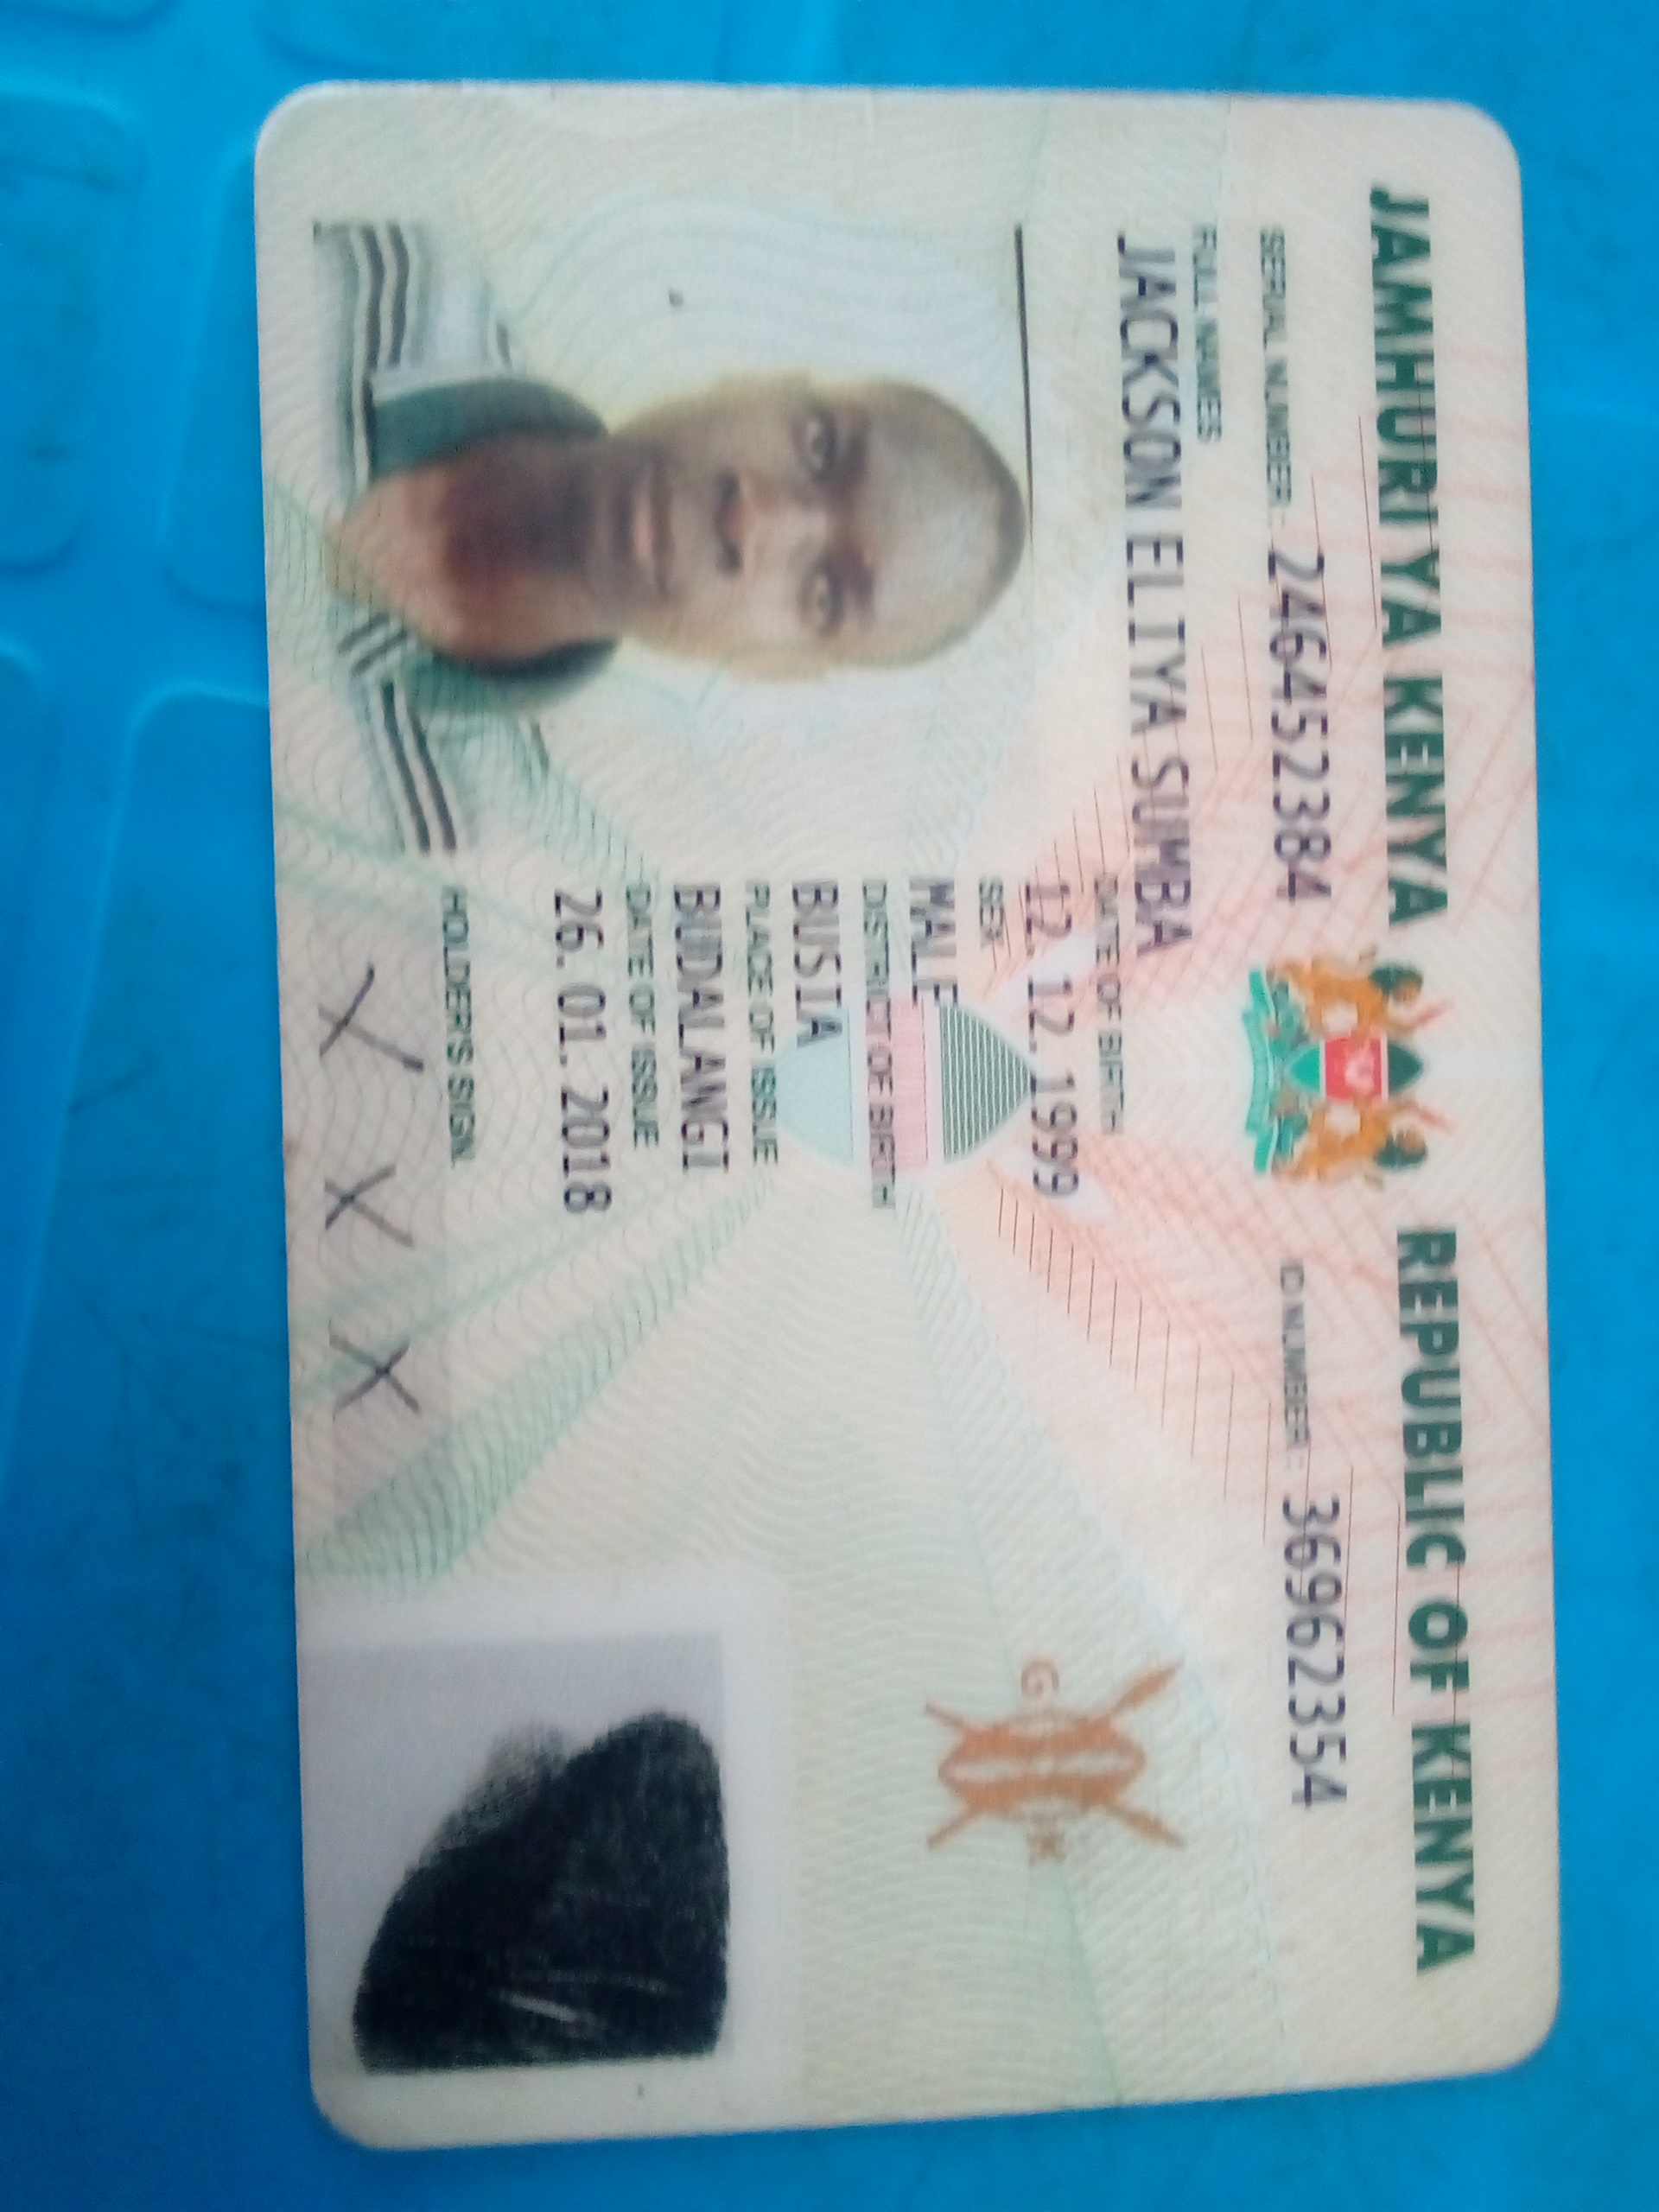 JAMHURI YA KENYA REPUBLIC OF KENYA
SERIAL NUMBER: 246452384 ID NUMBER: 36962354
FULL NAMES
JACKSON ELIYA SUMBA
DATE OF BIRTH
12. 12. 1999
SEX
MALE
DISTRICT OF BIRTH
BUSIA
PLACE OF ISSUE
BUDALANGI
DATE OF ISSUE
26. 01. 2018
HOLDER'S SIGN.
X X X
G K